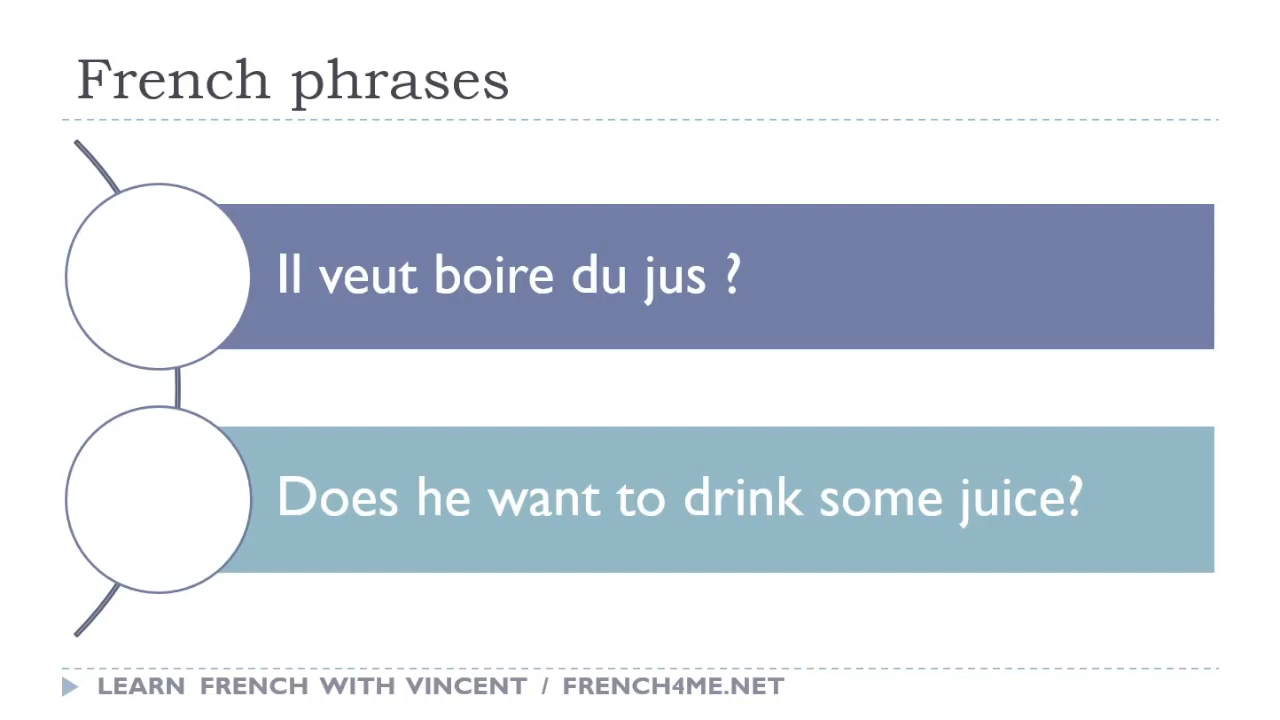 French phrases
Il veut boire du jus ?
Does he want to drink some juice?
LEARN FRENCH WITH VINCENT / FRENCH4ME.NET